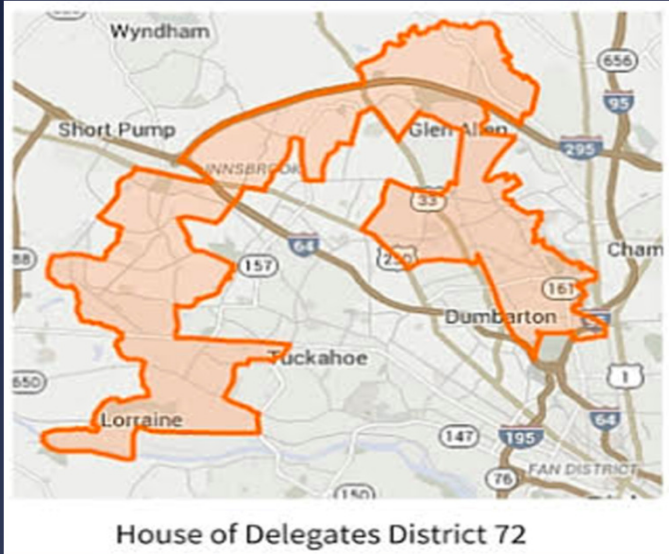 Wyndham
656
95
Short Pump
Glen Allen
295
INNSBROOK
33
64
157
250
Cham
161
Dumbarton
Tuckahoe
1
650
Lorraine
147
195
64
FAN DISTRICT
76
150
House of Delegates District 72